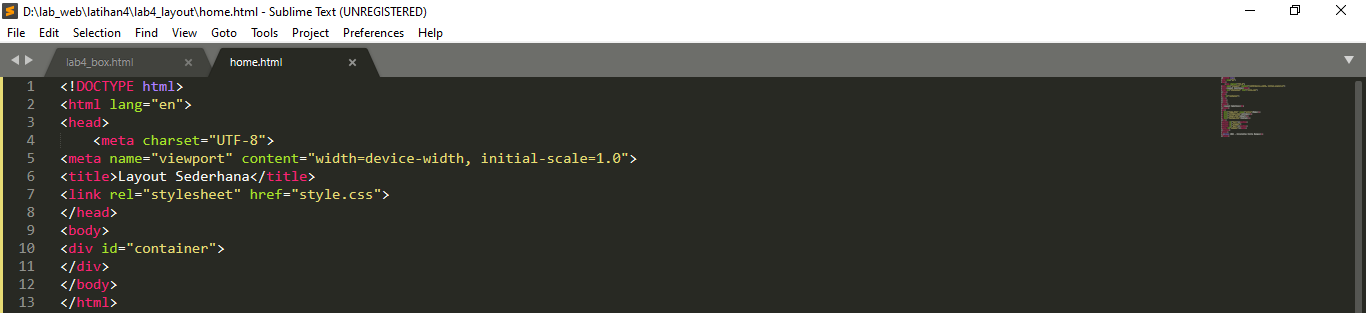 D:\lab_web\latihan4\lab4_layout\home.html - Sublime Text (UNREGISTERED)
File Edit Selection Find View Goto Tools Project Preferences Help
lab4_box.html × home.html ×
1 <!DOCTYPE html>
2 <html lang="en">
3 <head>
4     <meta charset="UTF-8">
5 <meta name="viewport" content="width=device-width, initial-scale=1.0">
6 <title>Layout Sederhana</title>
7 <link rel="stylesheet" href="style.css">
8 </head>
9 <body>
10 <div id="container">
11 </div>
12 </body>
13 </html>